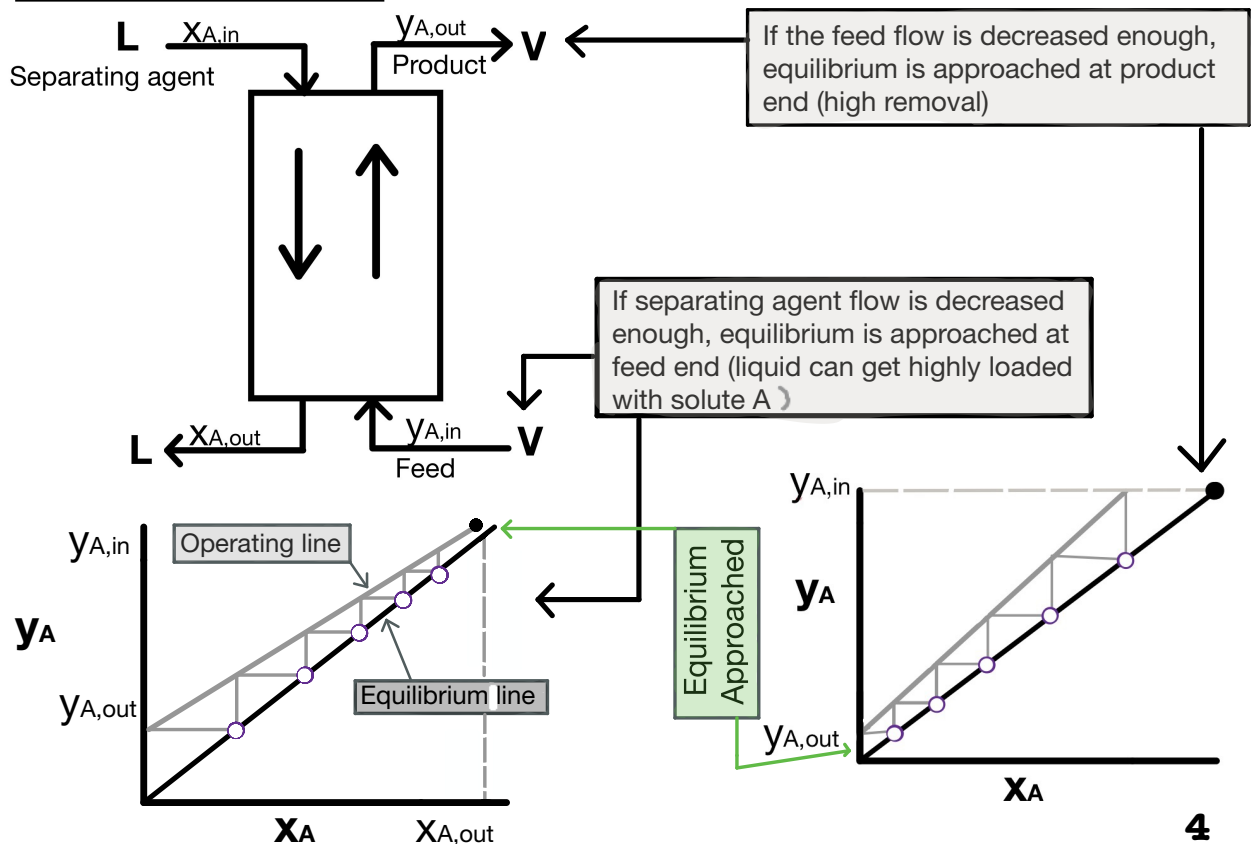 L
xA,in
yA,out
V
Separating agent
Product
If the feed flow is decreased enough,
equilibrium is approached at product
end (high removal)
If separating agent flow is decreased
enough, equilibrium is approached at
feed end (liquid can get highly loaded
with solute A )
L
xA,out
yA,in
V
Feed
yA,in
Operating line
yA
yA,out
Equilibrium line
xA
xA,out
Equilibrium
Approached
yA,in
yA
yA,out
xA
4